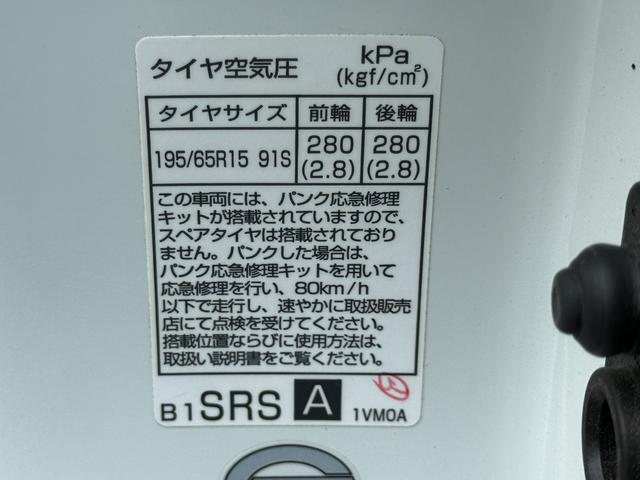 タイヤ空気圧 kPa
(kgf/cm²)
タイヤサイズ 前輪 後輪
195/65R15 91S 280 280
(2.8) (2.8)
この車両には、パンク応急修理
キットが搭載されていますので、
スペアタイヤは搭載されており
ません。パンクした場合は、
パンク応急修理キットを用いて
応急修理を行い、80km/h
以下で走行し、速やかに取扱販売
店にて点検を受けてください。
搭載位置ならびに使用方法は、
取扱い説明書をご覧ください。
B1SRS A 1VM0A